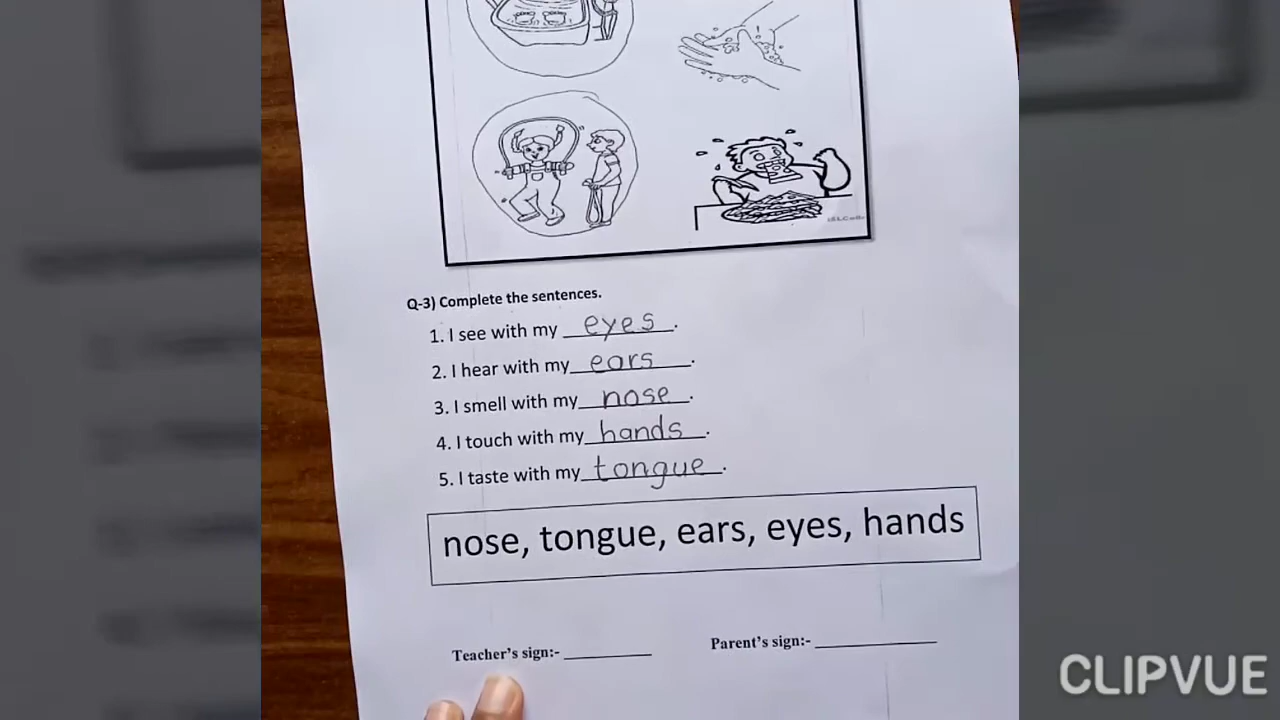 Q-3) Complete the sentences.
1. I see with my eyes.
2. I hear with my ears.
3. I smell with my nose.
4. I touch with my hands.
5. I taste with my tongue.
nose, tongue, ears, eyes, hands
Teacher's sign:- __________ Parent's sign:- __________
CLIPVUE